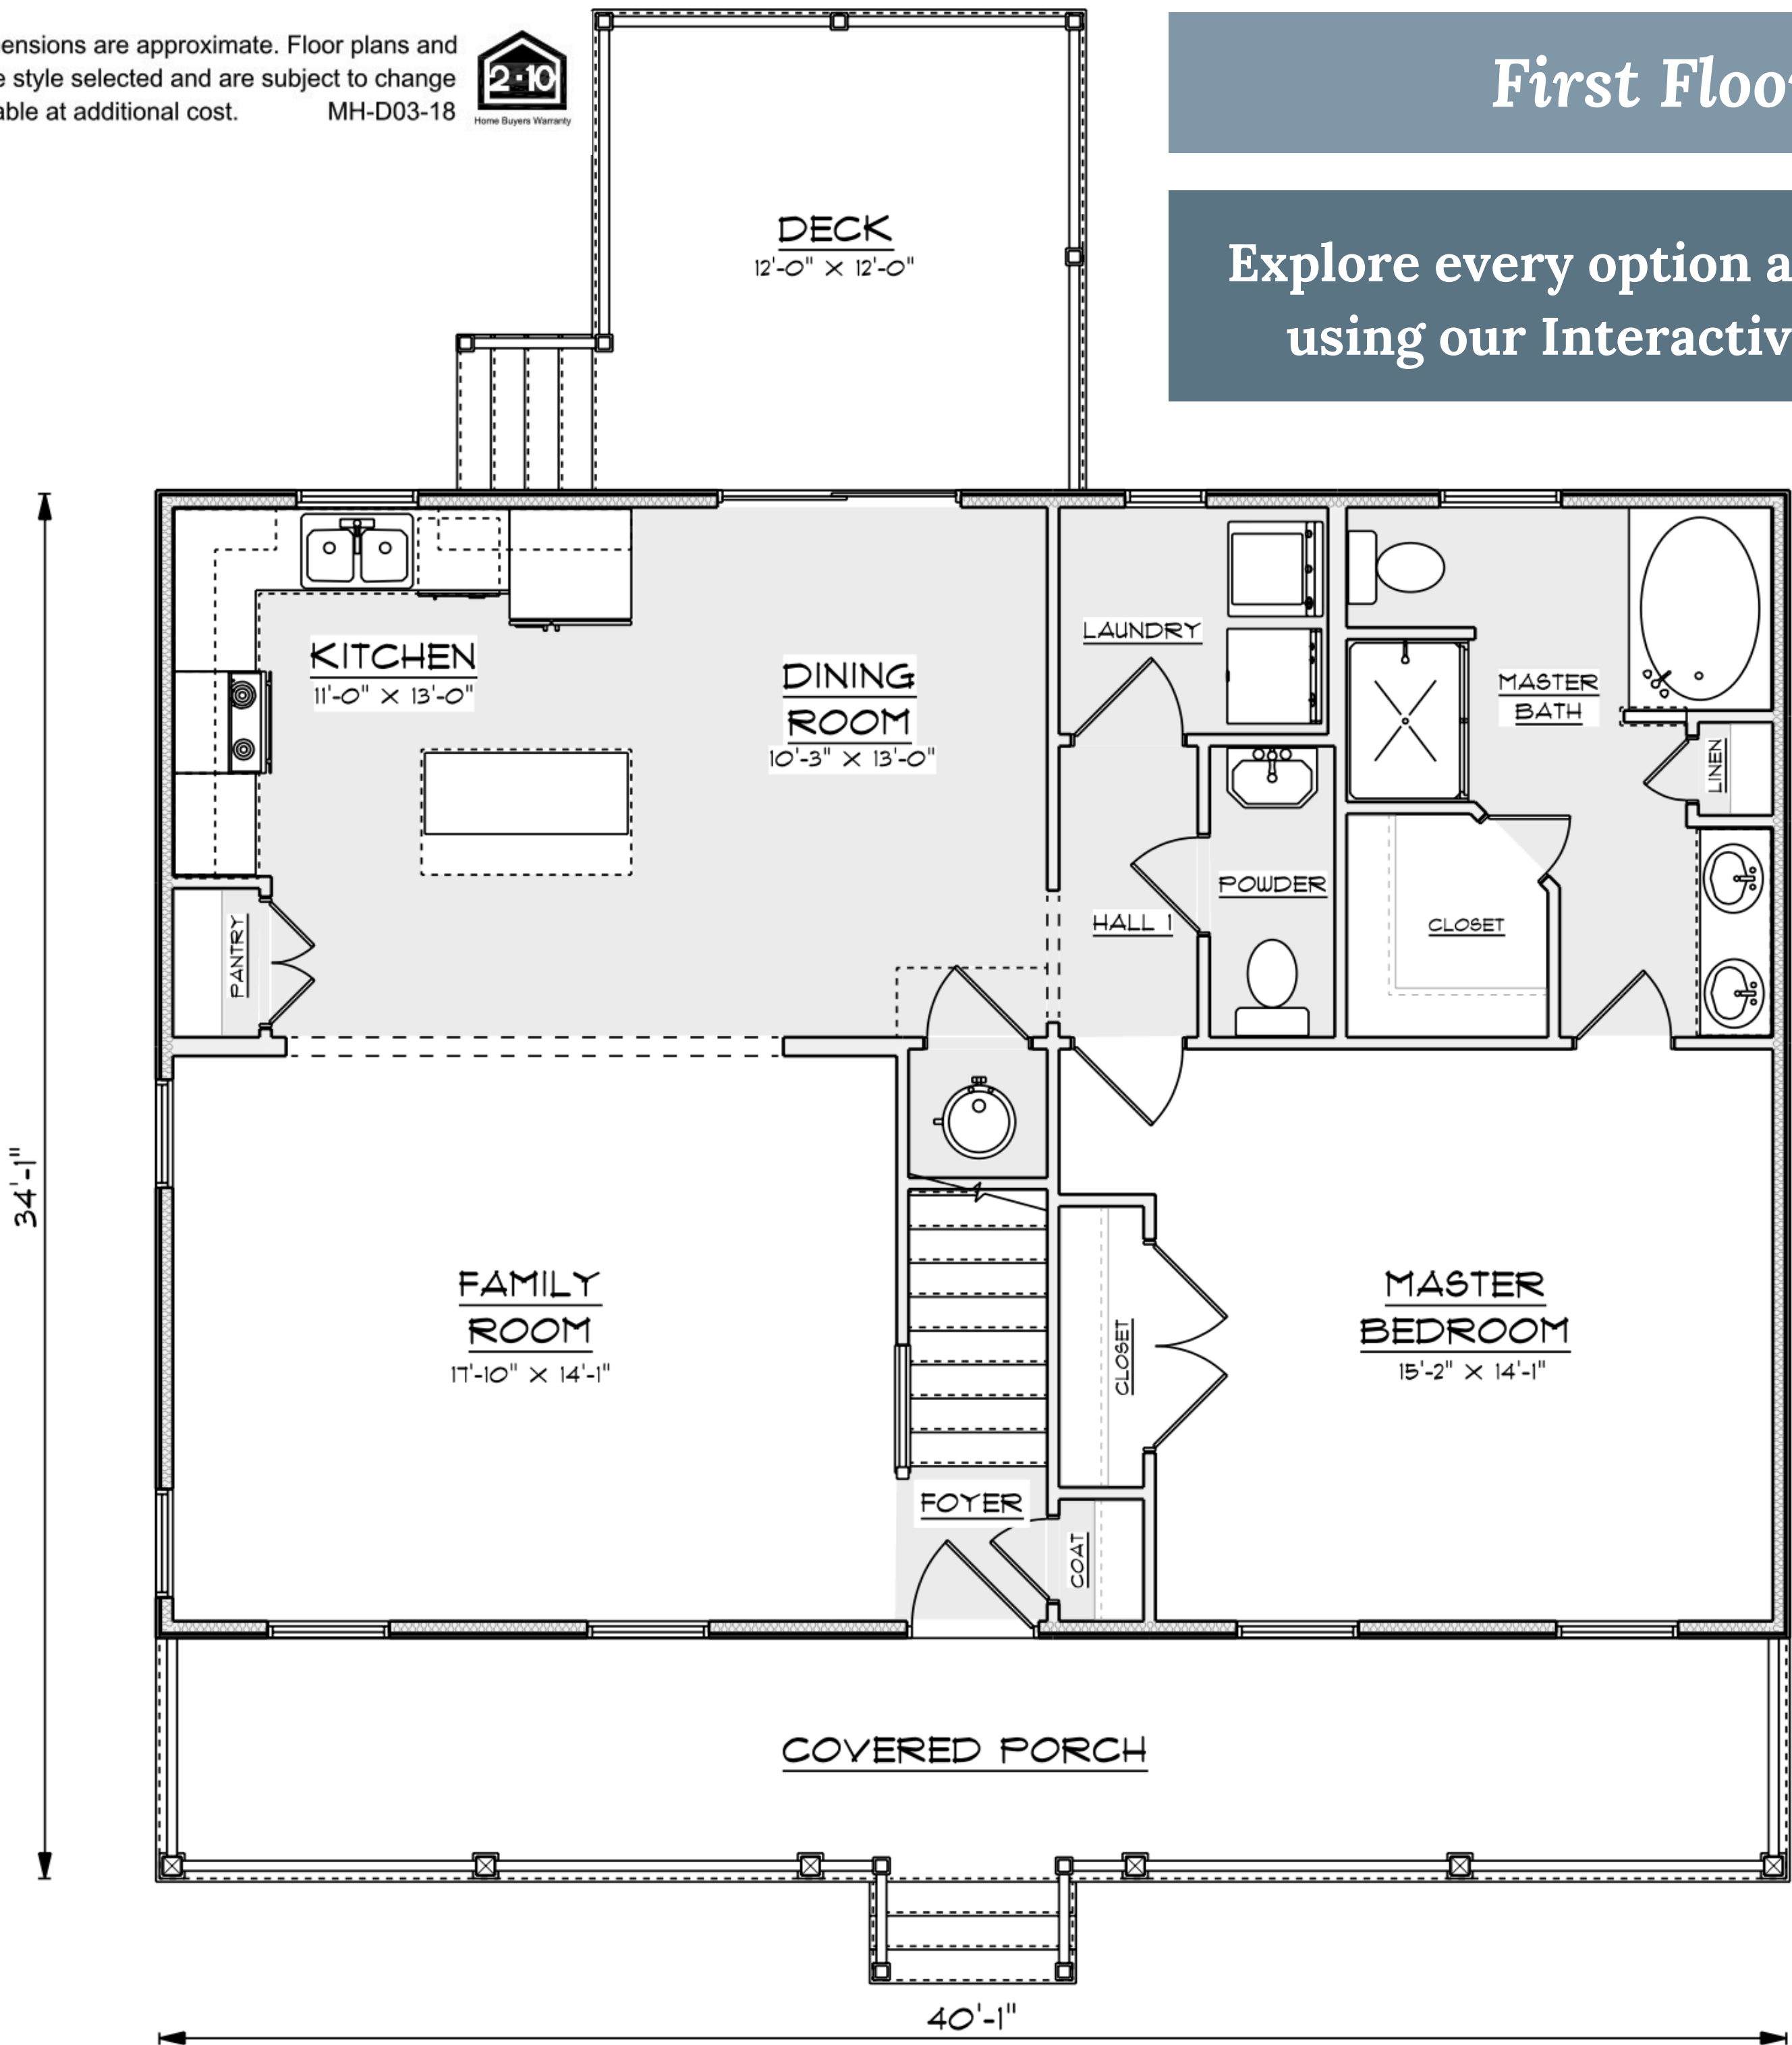 ensions are approximate. Floor plans and
e style selected and are subject to change
able at additional cost. MH-D03-18
2-10
Home Buyers Warranty
First Floo
Explore every option a
using our Interactiv
DECK
12'-0" X 12'-0"
KITCHEN
11'-0" X 13'-0"
DINING
ROOM
10'-3" X 13'-0"
LAUNDRY
MASTER
BATH
LINEN
PANTRY
HALL 1
POWDER
CLOSET
34'-1"
FAMILY
ROOM
17'-10" X 14'-1"
CLOSET
MASTER
BEDROOM
15'-2" X 14'-1"
FOYER
COAT
COVERED PORCH
40'-1"